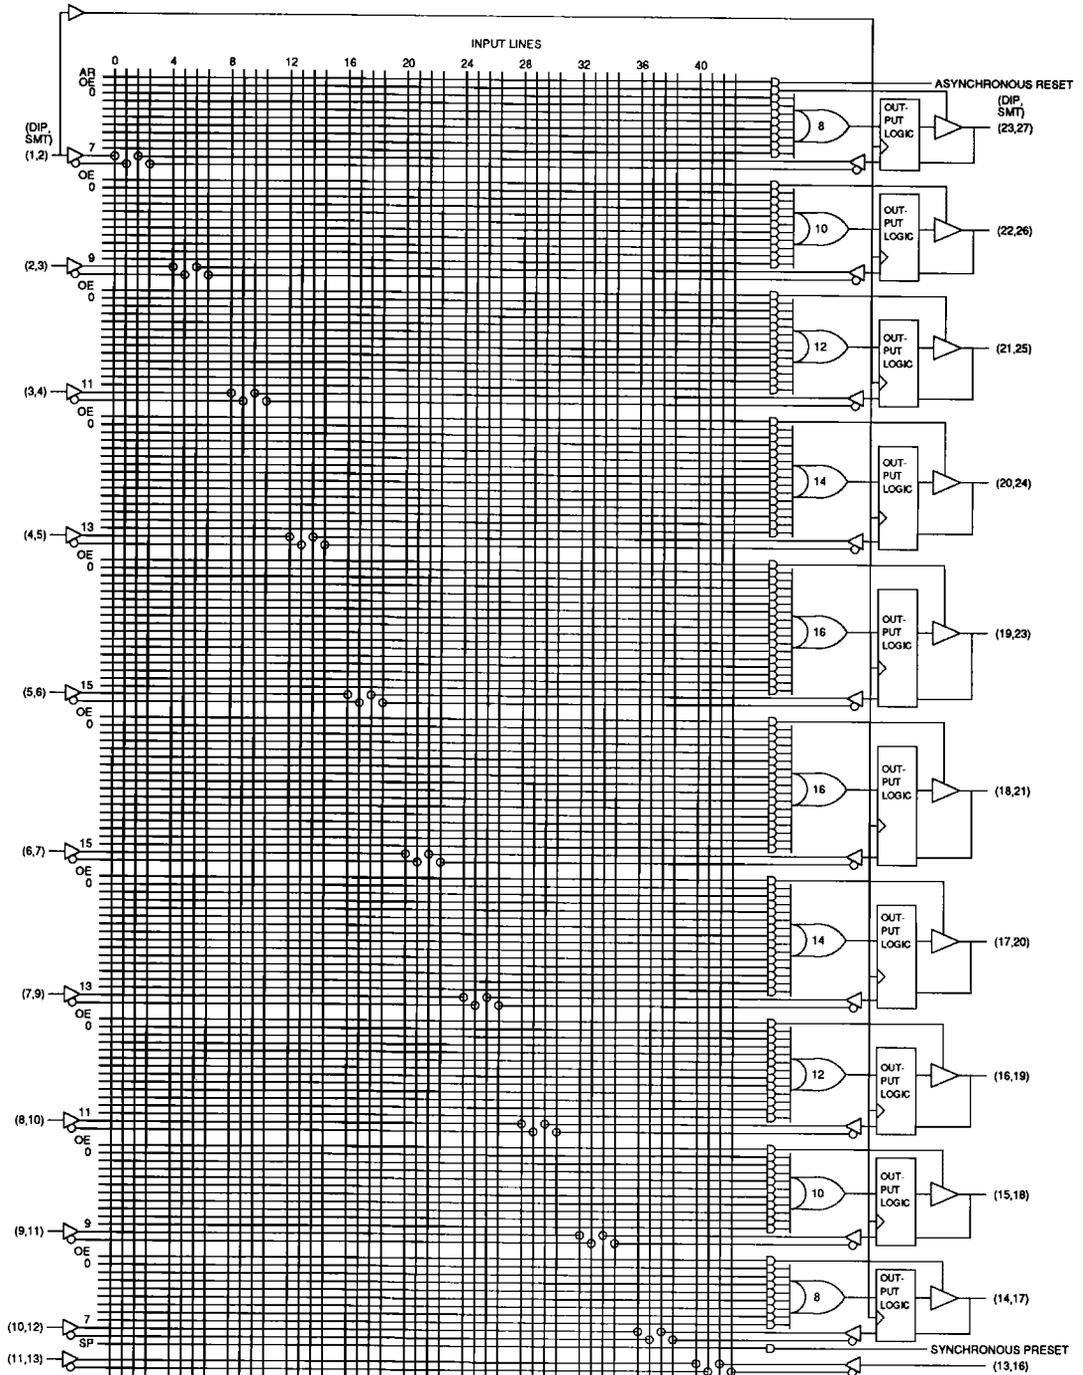 INPUT LINES
0 4 8 12 16 20 24 28 32 36 40
AR
OE
0
ASYNCHRONOUS RESET
(DIP,
SMT)
8
OUT-
PUT
LOGIC
(23,27)
(DIP,
SMT)
(1,2)
7
OE
0
10
OUT-
PUT
LOGIC
(22,26)
(2,3)
9
OE
0
12
OUT-
PUT
LOGIC
(21,25)
(3,4)
11
OE
0
14
OUT-
PUT
LOGIC
(20,24)
(4,5)
13
OE
0
16
OUT-
PUT
LOGIC
(19,23)
(5,6)
15
OE
0
16
OUT-
PUT
LOGIC
(18,21)
(6,7)
15
OE
0
14
OUT-
PUT
LOGIC
(17,20)
(7,9)
13
OE
0
12
OUT-
PUT
LOGIC
(16,19)
(8,10)
11
OE
0
10
OUT-
PUT
LOGIC
(15,18)
(9,11)
9
OE
0
8
OUT-
PUT
LOGIC
(14,17)
(10,12)
7
SP
SYNCHRONOUS PRESET
(11,13)
(13,16)